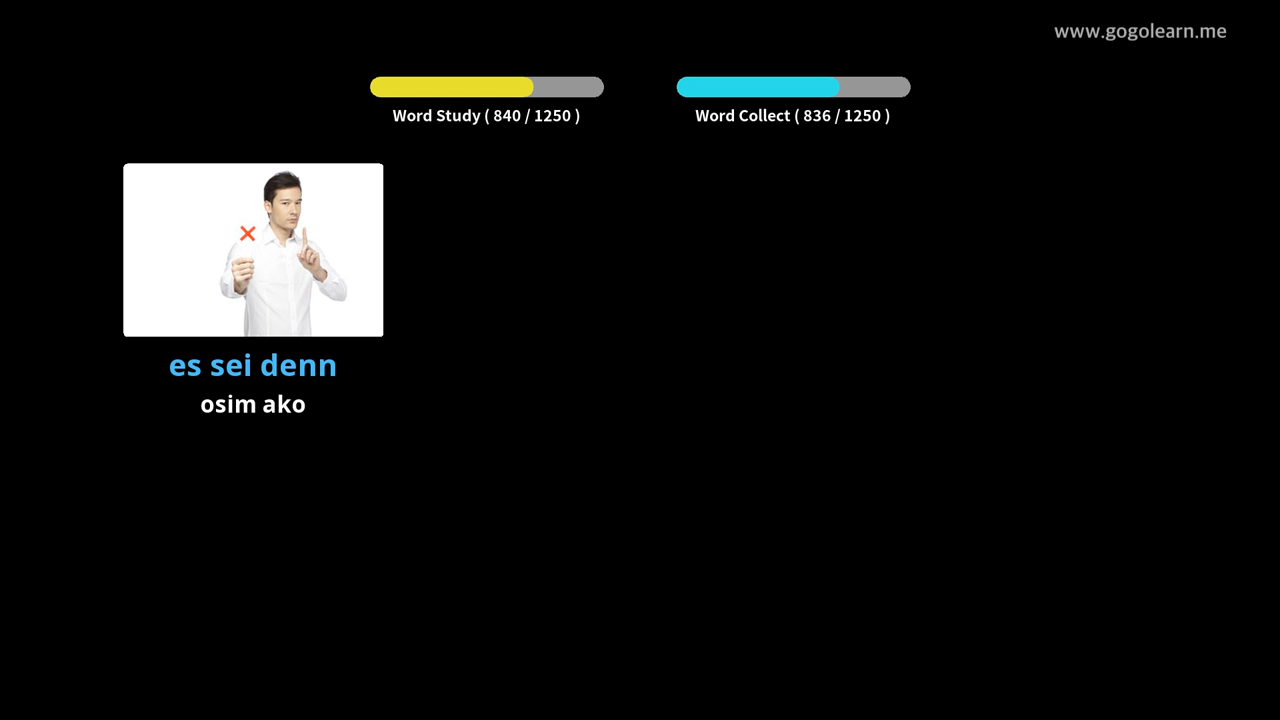 www.gogolearn.me
Word Study ( 840 / 1250 )
Word Collect ( 836 / 1250 )
es sei denn
osim ako